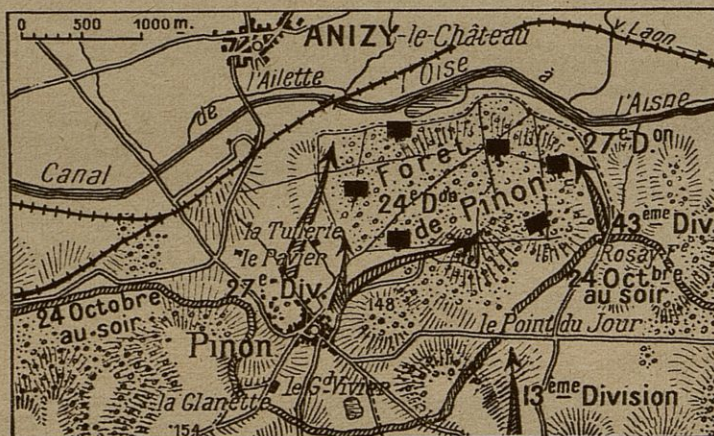 0 500 1000 m.
ANIZY-le-Château
v. Laon
de l'Ailette
l'Oise à l'Aisne
Canal
27e Don
Forêt
24e Don
de Pinon
la Tuilerie
le Pavier
27e Div.
43ème Div
Rosay Fe
24 Octbre
au soir
24 Octobre
au soir
148
le Point du Jour
Pinon
le Gd Vivier
la Glanette
13ème Division
154